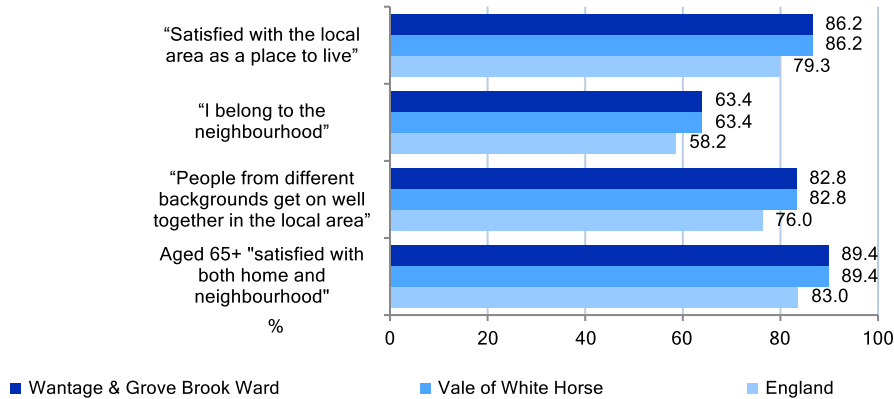 “Satisfied with the local
area as a place to live”
86.2
86.2
79.3
“I belong to the
neighbourhood”
63.4
63.4
58.2
“People from different
backgrounds get on well
together in the local area”
82.8
82.8
76.0
Aged 65+ "satisfied with
both home and
neighbourhood"
89.4
89.4
83.0
%
0 20 40 60 80 100
Wantage & Grove Brook Ward Vale of White Horse England